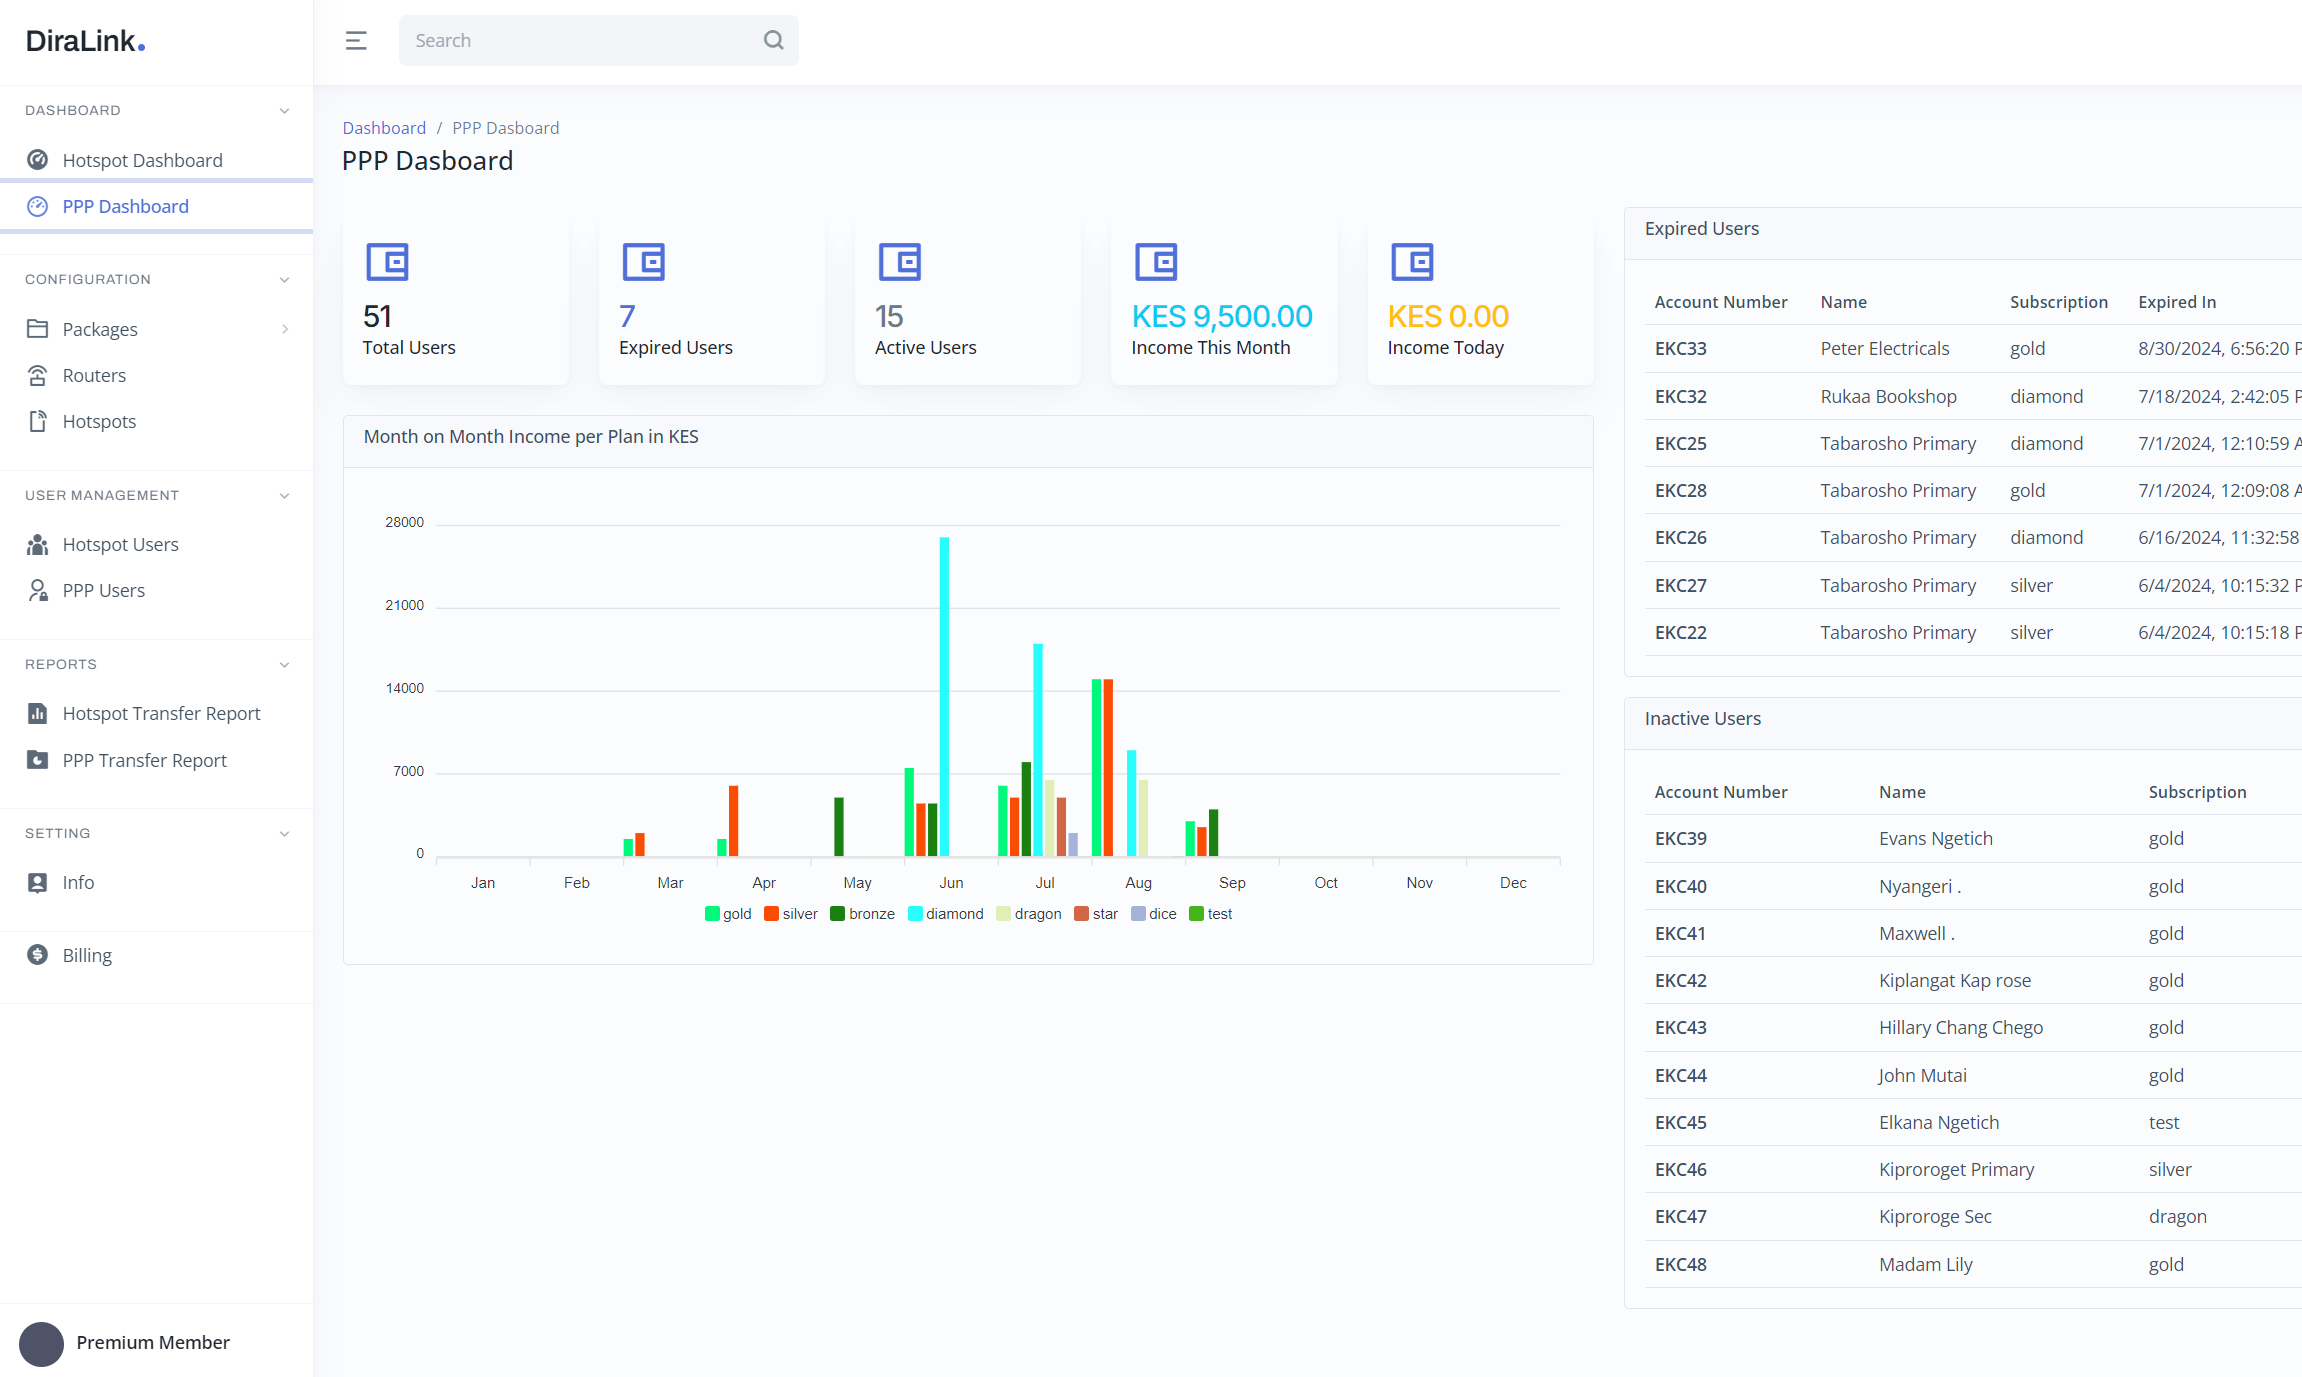 DiraLink.
DASHBOARD
Hotspot Dashboard
PPP Dashboard
CONFIGURATION
Packages
Routers
Hotspots
USER MANAGEMENT
Hotspot Users
PPP Users
REPORTS
Hotspot Transfer Report
PPP Transfer Report
SETTING
Info
Billing
Premium Member
Search
Dashboard / PPP Dasboard
PPP Dasboard
51
Total Users
7
Expired Users
15
Active Users
KES 9,500.00
Income This Month
KES 0.00
Income Today
Month on Month Income per Plan in KES
28000
21000
14000
7000
0
Jan Feb Mar Apr May Jun Jul Aug Sep Oct Nov Dec
gold silver bronze diamond dragon star dice test
Expired Users
Account Number Name Subscription Expired In
EKC33 Peter Electricals gold 8/30/2024, 6:56:20 P
EKC32 Rukaa Bookshop diamond 7/18/2024, 2:42:05 P
EKC25 Tabarosho Primary diamond 7/1/2024, 12:10:59 A
EKC28 Tabarosho Primary gold 7/1/2024, 12:09:08 A
EKC26 Tabarosho Primary diamond 6/16/2024, 11:32:58
EKC27 Tabarosho Primary silver 6/4/2024, 10:15:32 P
EKC22 Tabarosho Primary silver 6/4/2024, 10:15:18 P
Inactive Users
Account Number Name Subscription
EKC39 Evans Ngetich gold
EKC40 Nyangeri . gold
EKC41 Maxwell . gold
EKC42 Kiplangat Kap rose gold
EKC43 Hillary Chang Chego gold
EKC44 John Mutai gold
EKC45 Elkana Ngetich test
EKC46 Kiproroget Primary silver
EKC47 Kiproroge Sec dragon
EKC48 Madam Lily gold